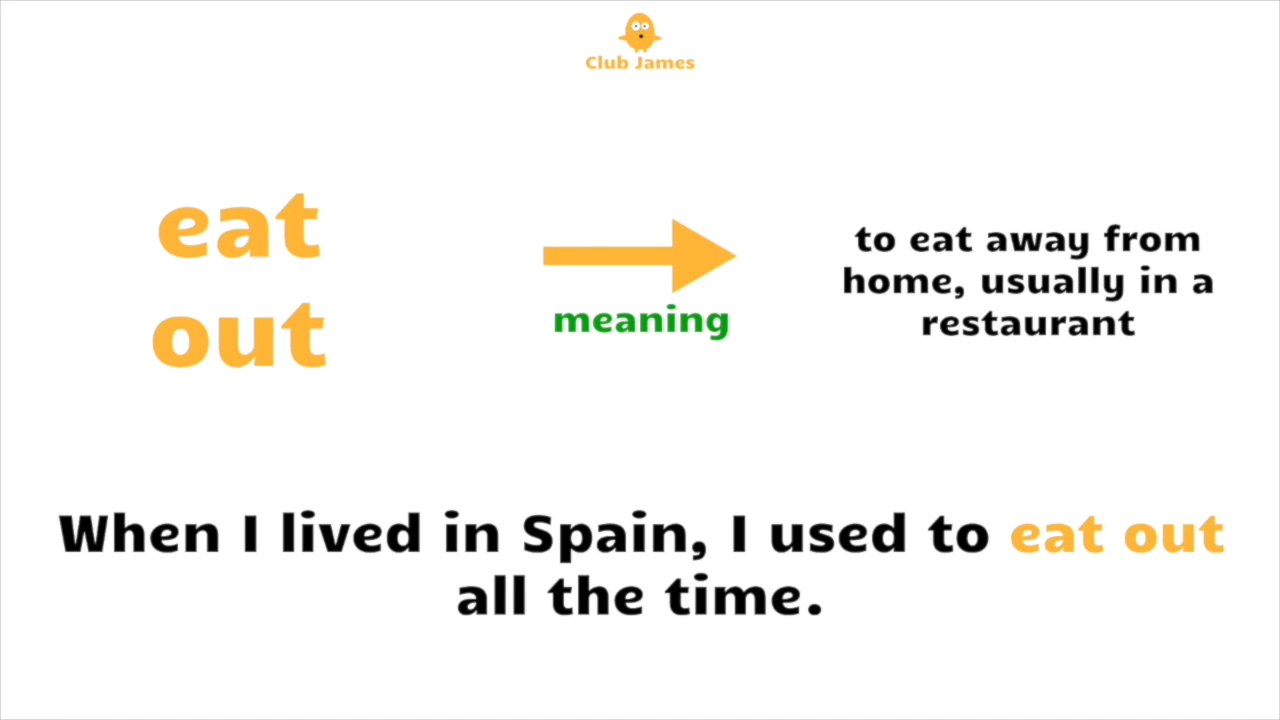 Club James
eat
out
meaning
to eat away from
home, usually in a
restaurant
When I lived in Spain, I used to eat out
all the time.